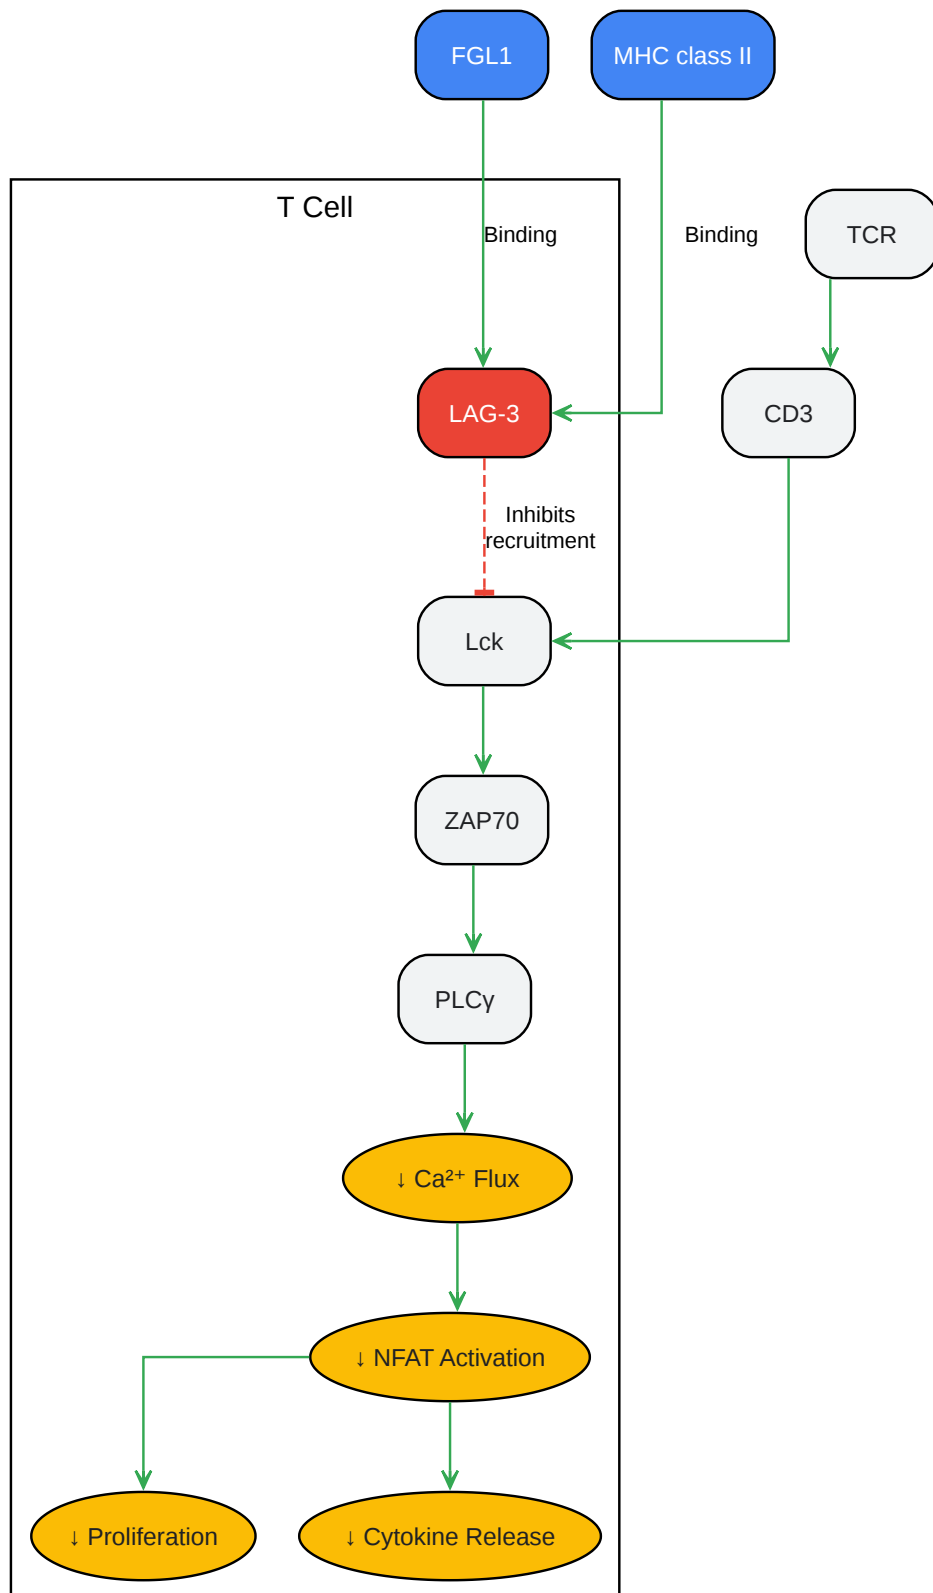 FGL1
MHC class II
T Cell
Binding
Binding
TCR
LAG-3
CD3
Inhibits
recruitment
Lck
ZAP70
PLCγ
↓ Ca²⁺ Flux
↓ NFAT Activation
↓ Proliferation
↓ Cytokine Release